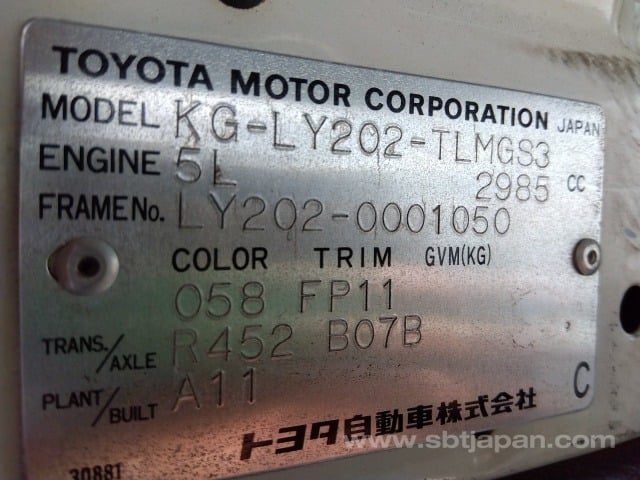 TOYOTA MOTOR CORPORATION JAPAN
MODEL KG-LY202-TLMGS3
ENGINE 5L 2985 CC
FRAME No. LY202-0001050
COLOR TRIM GVM(KG)
058 FP11
TRANS./AXLE R452 B07B
PLANT/BUILT A11 C
トヨタ自動車株式会社
www.sbtjapan.com
3088T